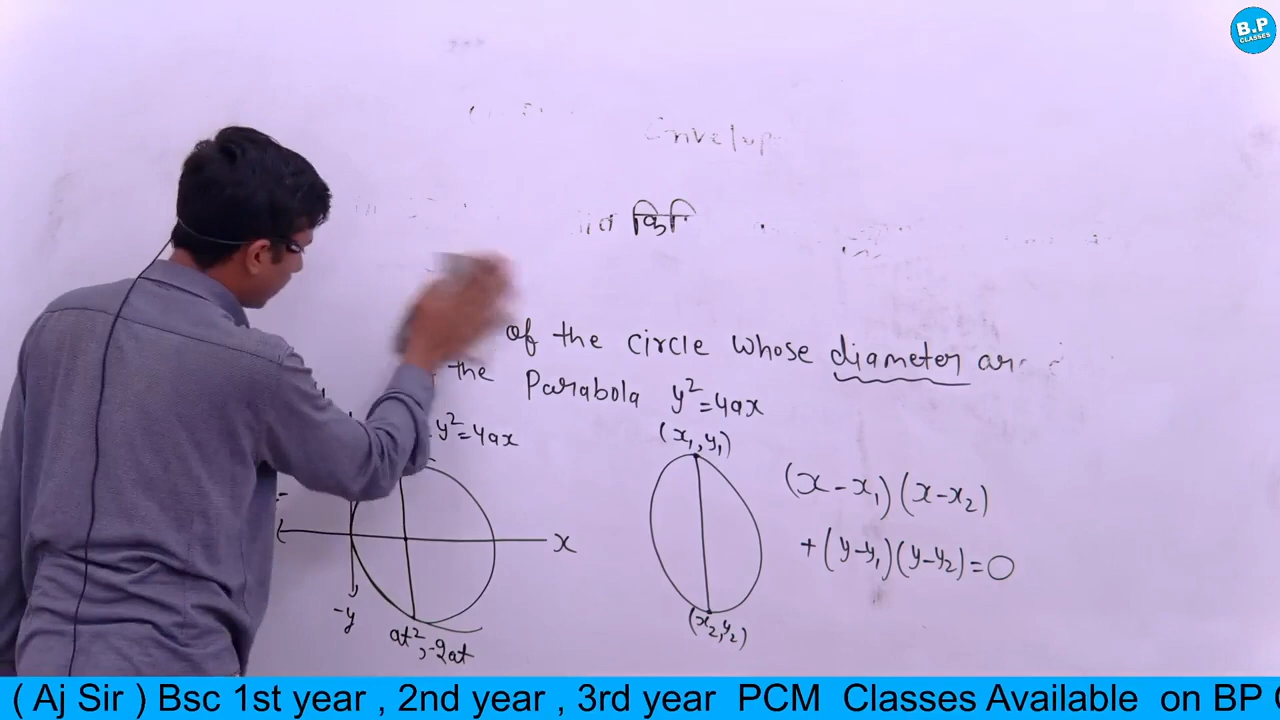 B.P
CLASSES
Envelop
किि
of the circle whose diameter are
the Parabola y²=4ax
y²=4ax
(x₁,y₁)
(x-x₁)(x-x₂)
+(y-y₁)(y-y₂)=0
x
-y
at², -2at
(x₂,y₂)
( Aj Sir ) Bsc 1st year , 2nd year , 3rd year PCM Classes Available on BP